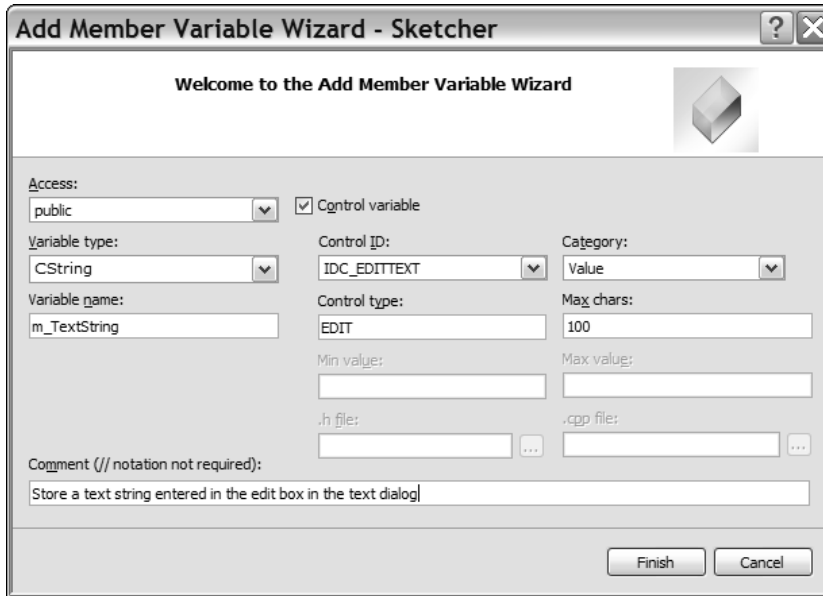 Add Member Variable Wizard - Sketcher
Welcome to the Add Member Variable Wizard
Access:
public
Control variable
Variable type:
Control ID:
Category:
CString
IDC_EDITTEXT
Value
Variable name:
Control type:
Max chars:
m_TextString
EDIT
100
Min value:
Max value:
.h file:
.cpp file:
...
...
Comment (// notation not required):
Store a text string entered in the edit box in the text dialog
Finish
Cancel